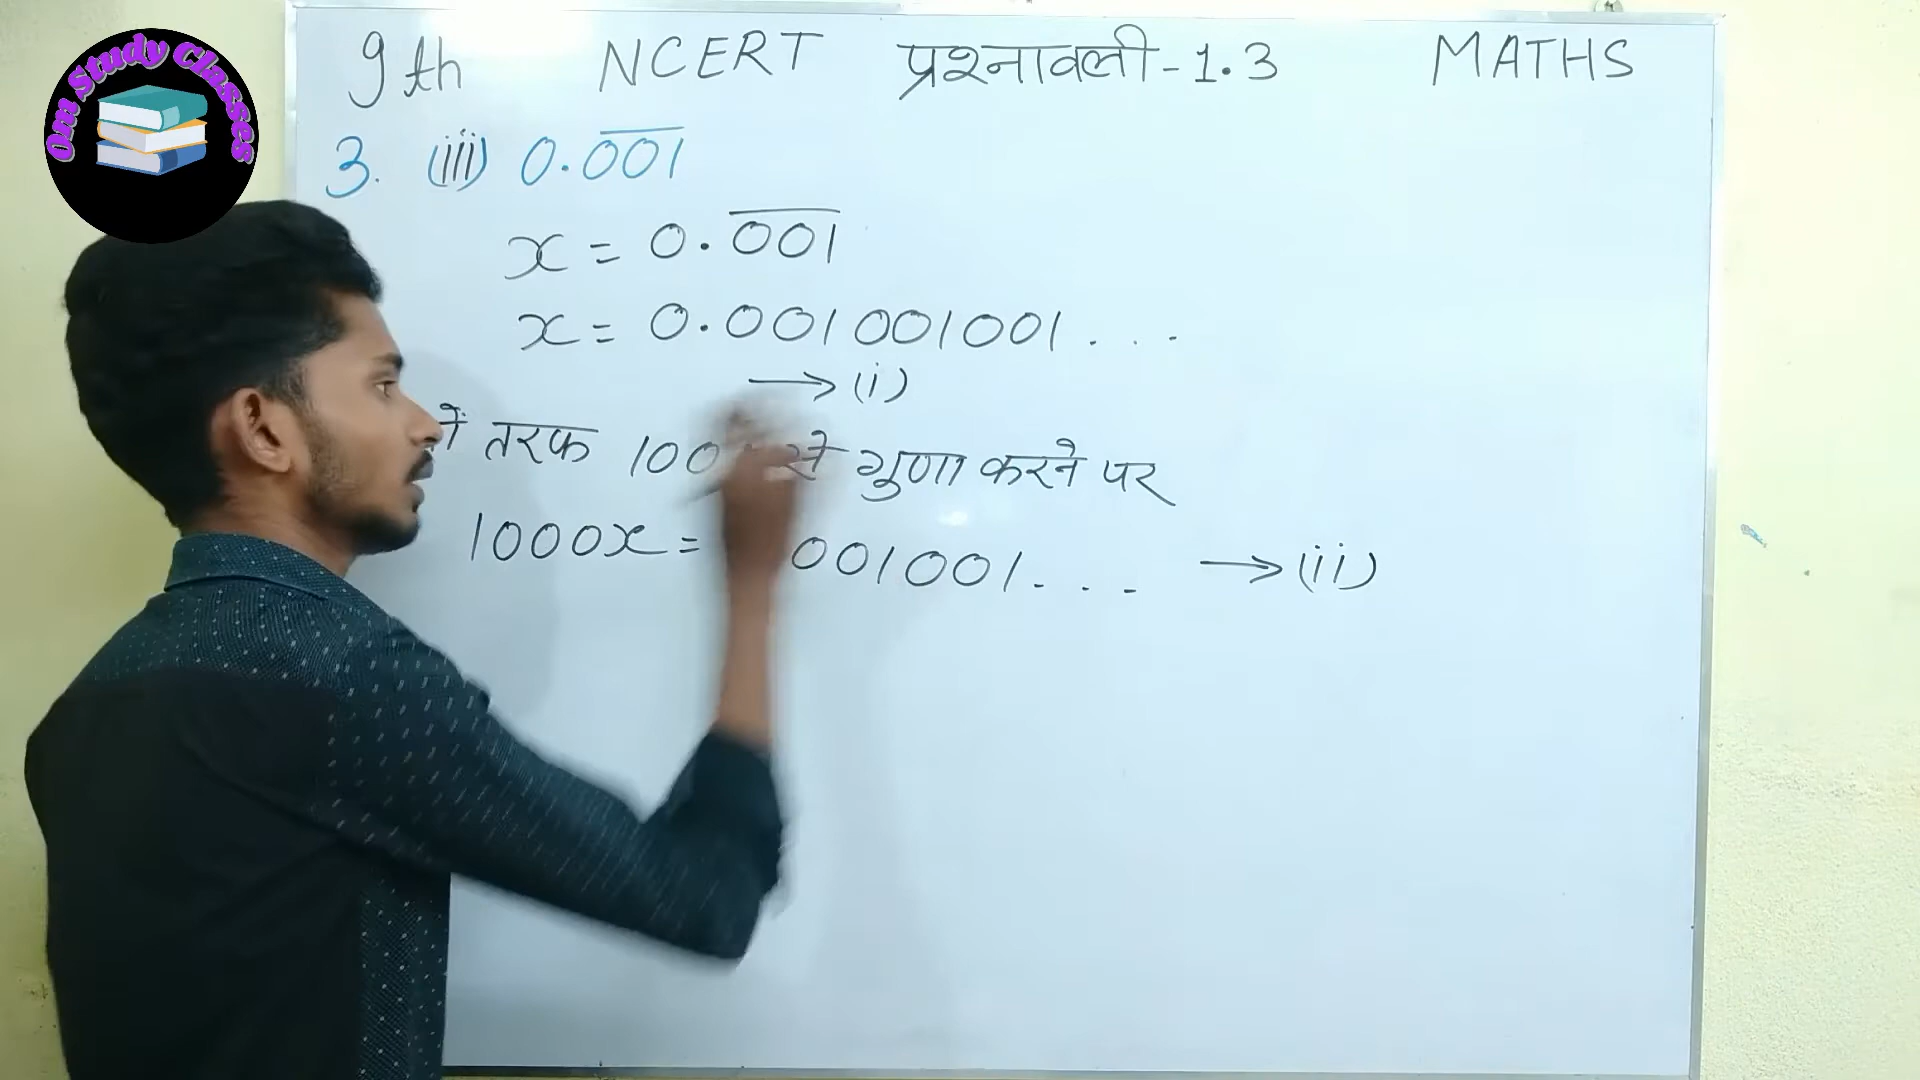 Om Study Classes
9th NCERT प्रश्नावली-1.3 MATHS
3. (iii) 0.001̅
x = 0.001̅
x = 0.001001001...
→ (i)
तरफ से गुणा करने पर
1000x = 001001... → (ii)